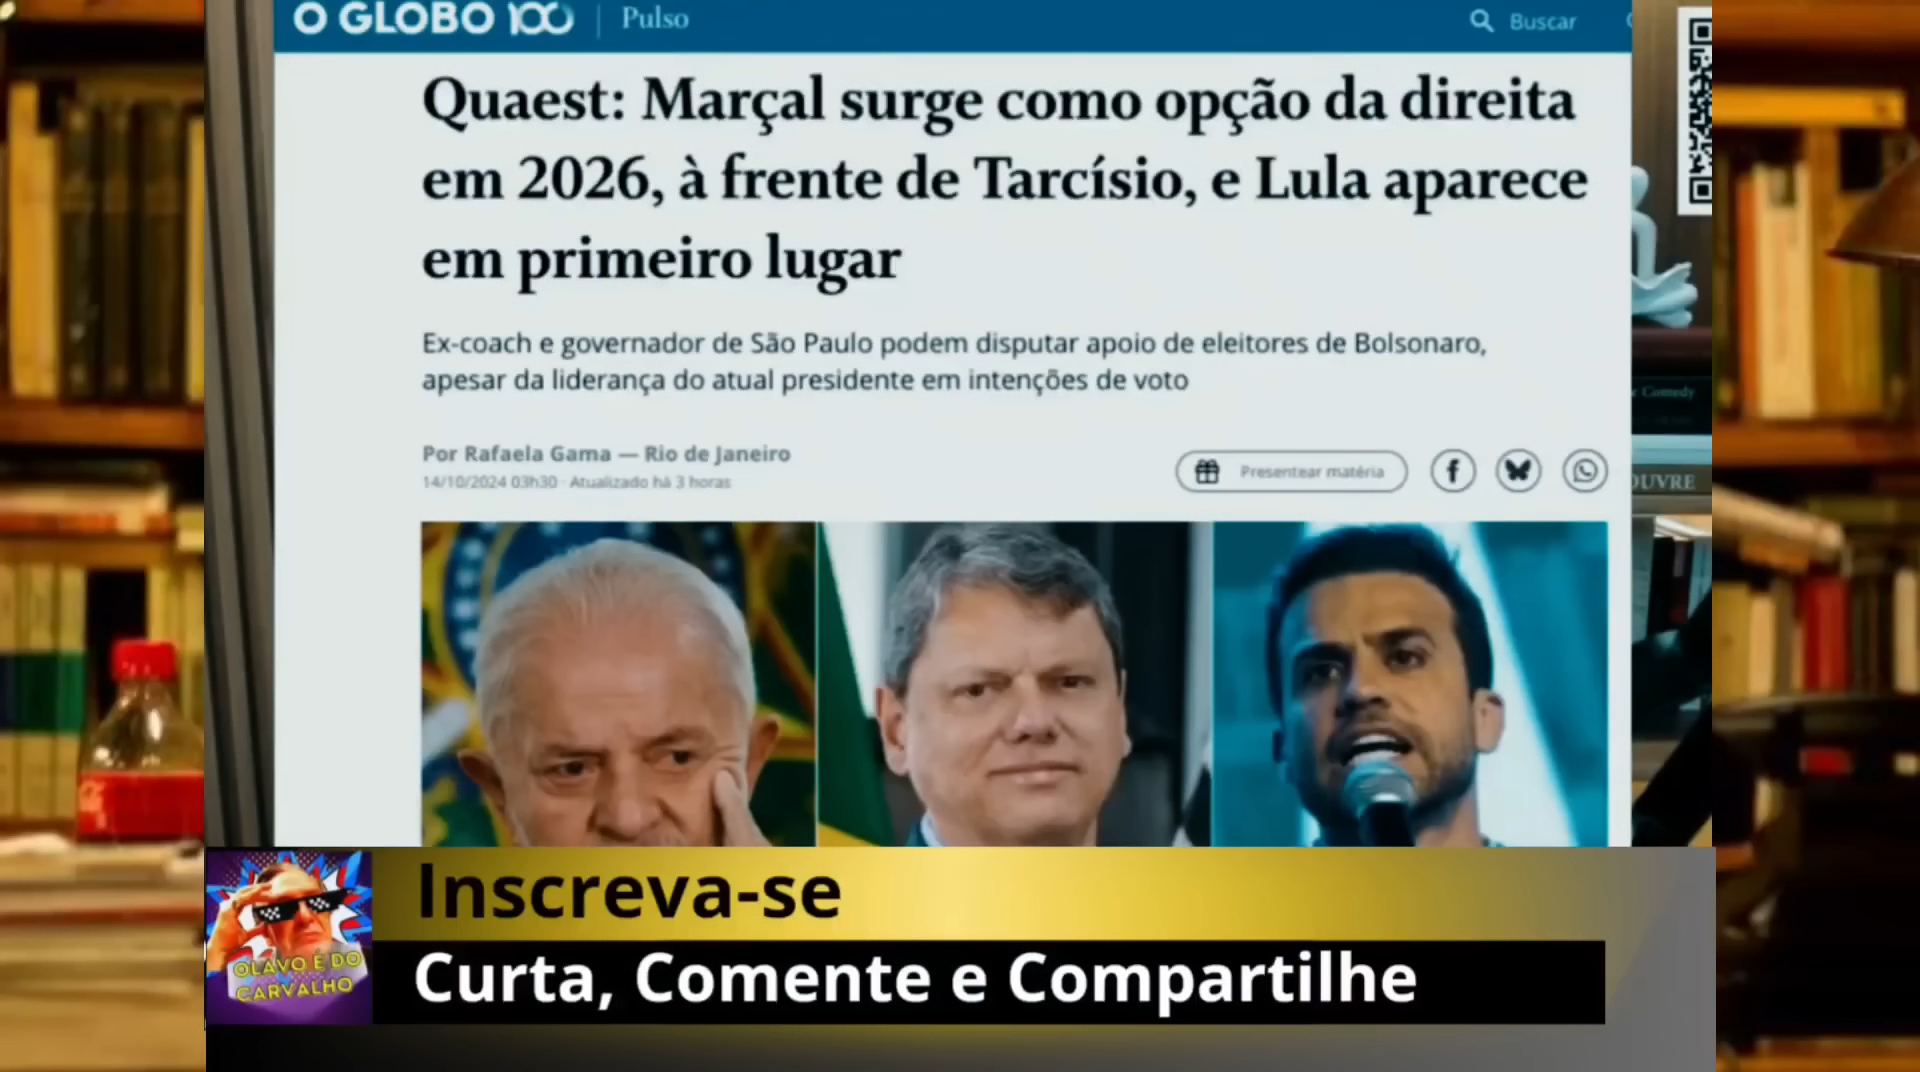 O GLOBO 100 | Pulso
Buscar
Quaest: Marçal surge como opção da direita
em 2026, à frente de Tarcísio, e Lula aparece
em primeiro lugar
Ex-coach e governador de São Paulo podem disputar apoio de eleitores de Bolsonaro,
apesar da liderança do atual presidente em intenções de voto
Por Rafaela Gama — Rio de Janeiro
14/10/2024 03h30 · Atualizado há 3 horas
Presentear matéria
Comedy
OUVRE
Inscreva-se
Curta, Comente e Compartilhe
OLAVO É DO
CARVALHO